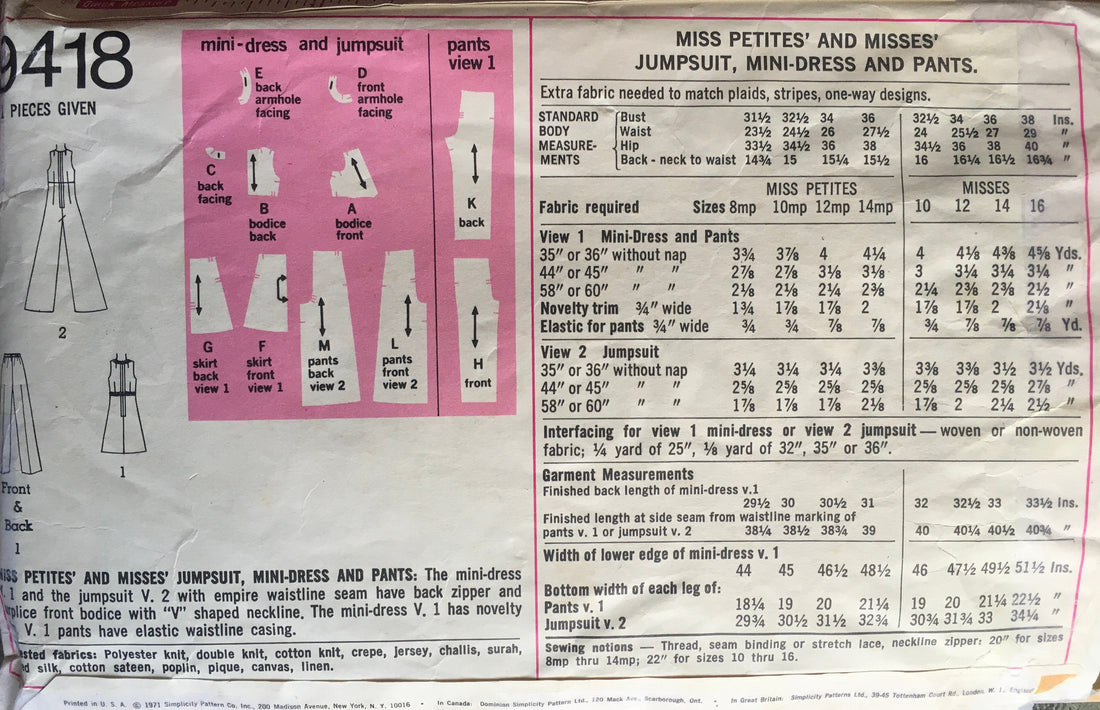 9418
PIECES GIVEN
2
1
Front
&
Back
1
mini-dress and jumpsuit
E
back
armhole
facing
D
front
armhole
facing
C
back
facing
B
bodice
back
A
bodice
front
G
skirt
back
view 1
F
skirt
front
view 1
M
pants
back
view 2
L
pants
front
view 2
pants
view 1
K
back
H
front
MISS PETITES' AND MISSES' JUMPSUIT, MINI-DRESS AND PANTS: The mini-dress
V. 1 and the jumpsuit V. 2 with empire waistline seam have back zipper and
surplice front bodice with "V" shaped neckline. The mini-dress V. 1 has novelty
V. 1 pants have elastic waistline casing.
fabrics: Polyester knit, double knit, cotton knit, crepe, jersey, challis, surah,
silk, cotton sateen, poplin, pique, canvas, linen.
MISS PETITES' AND MISSES'
JUMPSUIT, MINI-DRESS AND PANTS.
Extra fabric needed to match plaids, stripes, one-way designs.
STANDARD Bust 31½ 32½ 34 36 32½ 34 36 38 Ins.
BODY Waist 23½ 24½ 26 27½ 24 25½ 27 29 "
MEASURE- Hip 33½ 34½ 36 38 34½ 36 38 40 "
MENTS Back - neck to waist 14¾ 15 15¼ 15½ 16 16¼ 16½ 16¾ "
MISS PETITES MISSES
Fabric required Sizes 8mp 10mp 12mp 14mp 10 12 14 16
View 1 Mini-Dress and Pants
35" or 36" without nap 3¾ 3⅞ 4 4¼ 4 4⅛ 4⅜ 4⅝ Yds.
44" or 45" " " 2⅞ 2⅞ 3⅛ 3⅛ 3 3¼ 3¼ 3¼ "
58" or 60" " " 2⅛ 2⅛ 2¼ 2⅜ 2¼ 2⅜ 2⅜ 2½ "
Novelty trim ¾" wide 1¾ 1⅞ 1⅞ 2 1⅞ 1⅞ 2 2⅛ "
Elastic for pants ¾" wide ¾ ¾ ⅞ ⅞ ¾ ⅞ ⅞ ⅞ Yd.
View 2 Jumpsuit
35" or 36" without nap 3¼ 3¼ 3¼ 3⅜ 3⅜ 3⅜ 3½ 3½ Yds.
44" or 45" " " 2⅝ 2⅝ 2⅝ 2⅝ 2⅝ 2⅝ 2⅝ 2⅞ "
58" or 60" " " 1⅞ 1⅞ 1⅞ 2⅛ 1⅞ 2 2¼ 2½ "
Interfacing for view 1 mini-dress or view 2 jumpsuit — woven or non-woven
fabric; ¼ yard of 25", ⅛ yard of 32", 35" or 36".
Garment Measurements
Finished back length of mini-dress v.1
29½ 30 30½ 31 32 32½ 33 33½ Ins.
Finished length at side seam from waistline marking of
pants v. 1 or jumpsuit v. 2 38¼ 38½ 38¾ 39 40 40¼ 40½ 40¾ "
Width of lower edge of mini-dress v. 1
44 45 46½ 48½ 46 47½ 49½ 51½ Ins.
Bottom width of each leg of:
Pants v. 1 18¼ 19 20 21¼ 19 20 21¼ 22½ "
Jumpsuit v. 2 29¾ 30½ 31½ 32¾ 30¾ 31¾ 33 34¼ "
Sewing notions — Thread, seam binding or stretch lace, neckline zipper: 20" for sizes
8mp thru 14mp; 22" for sizes 10 thru 16.
Printed in U. S. A. © 1971 Simplicity Pattern Co. Inc., 200 Madison Avenue, New York, N. Y. 10016 • In Canada: Dominion Simplicity Pattern Ltd., 120 Mack Ave., Scarborough, Ont. • In Great Britain: Simplicity Patterns Ltd., 39-45 Tottenham Court Rd., London, W. 1., England